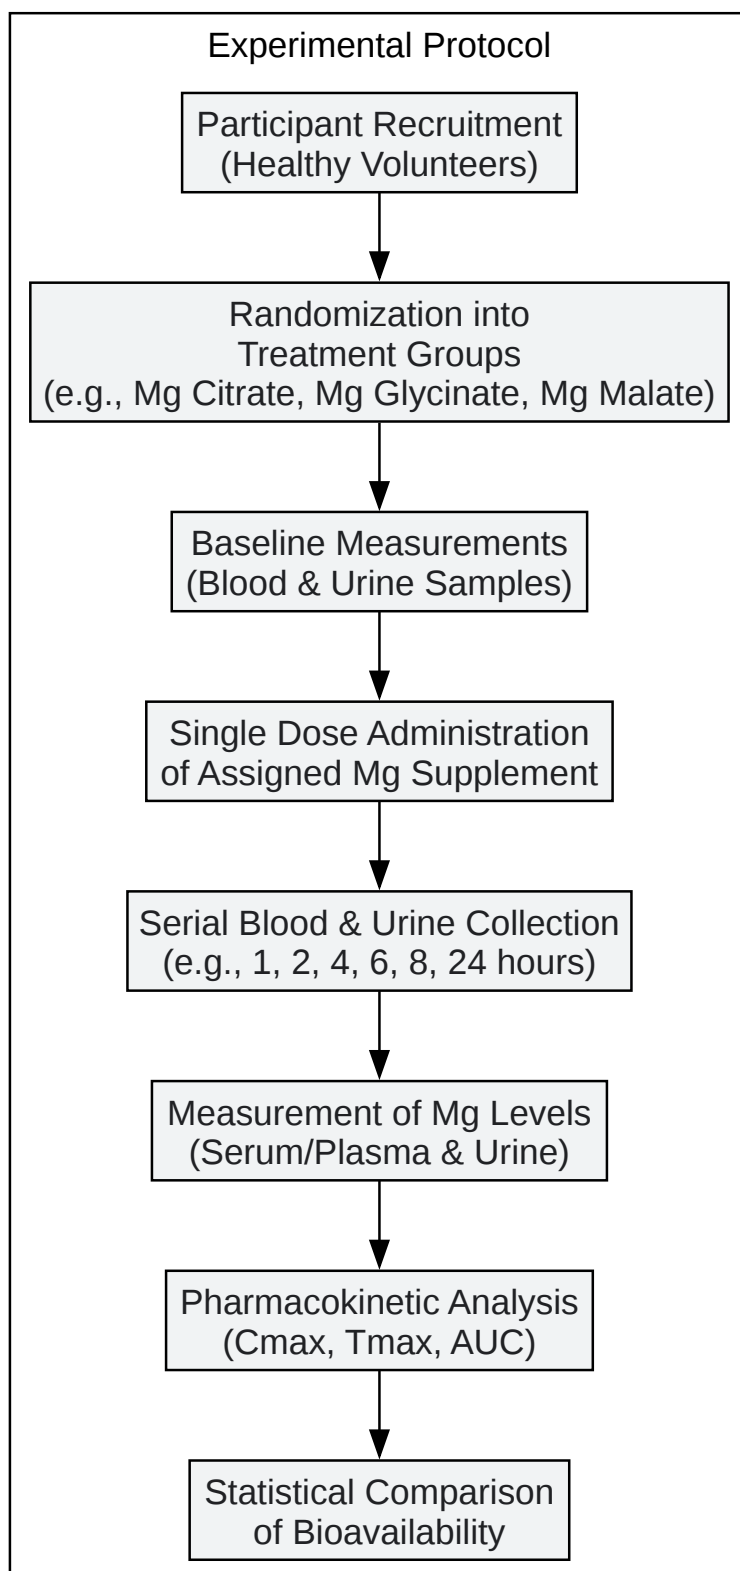 Experimental Protocol
Participant Recruitment
(Healthy Volunteers)
Randomization into
Treatment Groups
(e.g., Mg Citrate, Mg Glycinate, Mg Malate)
Baseline Measurements
(Blood & Urine Samples)
Single Dose Administration
of Assigned Mg Supplement
Serial Blood & Urine Collection
(e.g., 1, 2, 4, 6, 8, 24 hours)
Measurement of Mg Levels
(Serum/Plasma & Urine)
Pharmacokinetic Analysis
(Cmax, Tmax, AUC)
Statistical Comparison
of Bioavailability